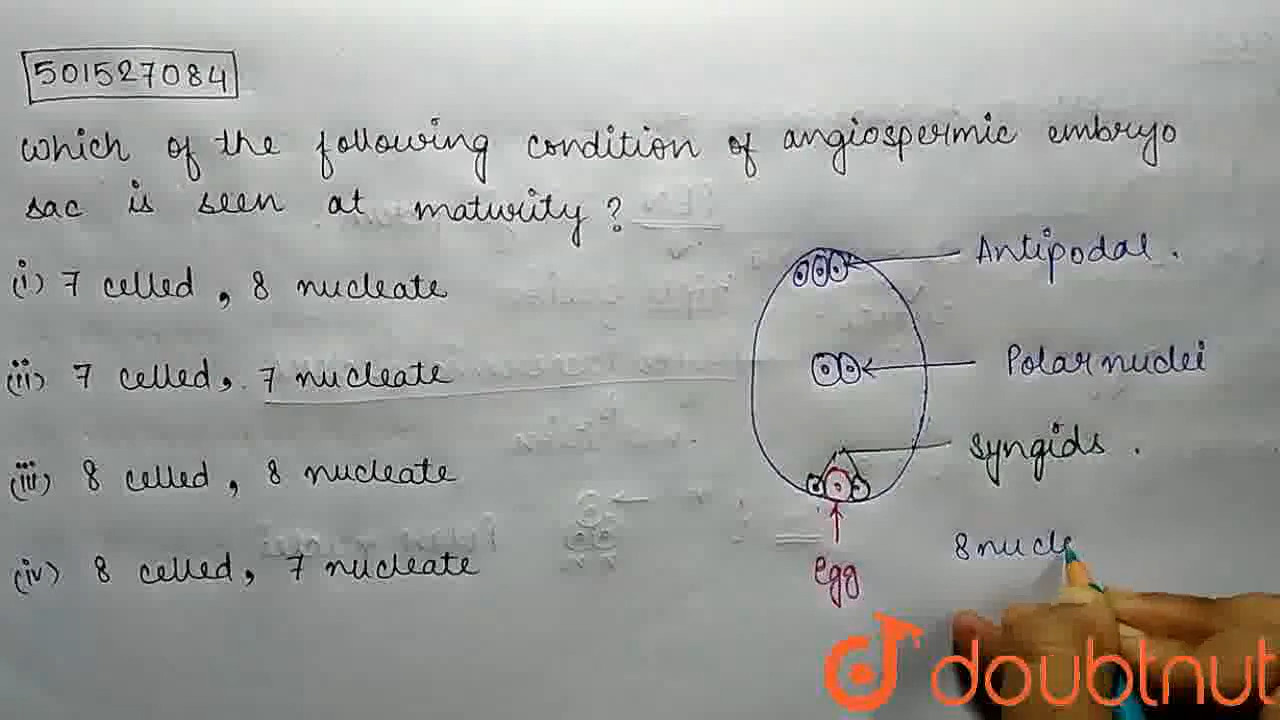 501527084
Which of the following condition of angiospermic embryo
sac is seen at maturity?
(i) 7 celled, 8 nucleate
(ii) 7 celled, 7 nucleate
(iii) 8 celled, 8 nucleate
(iv) 8 celled, 7 nucleate
Antipodal.
Polar nuclei
Syngids.
egg
8 nucle
doubtnut